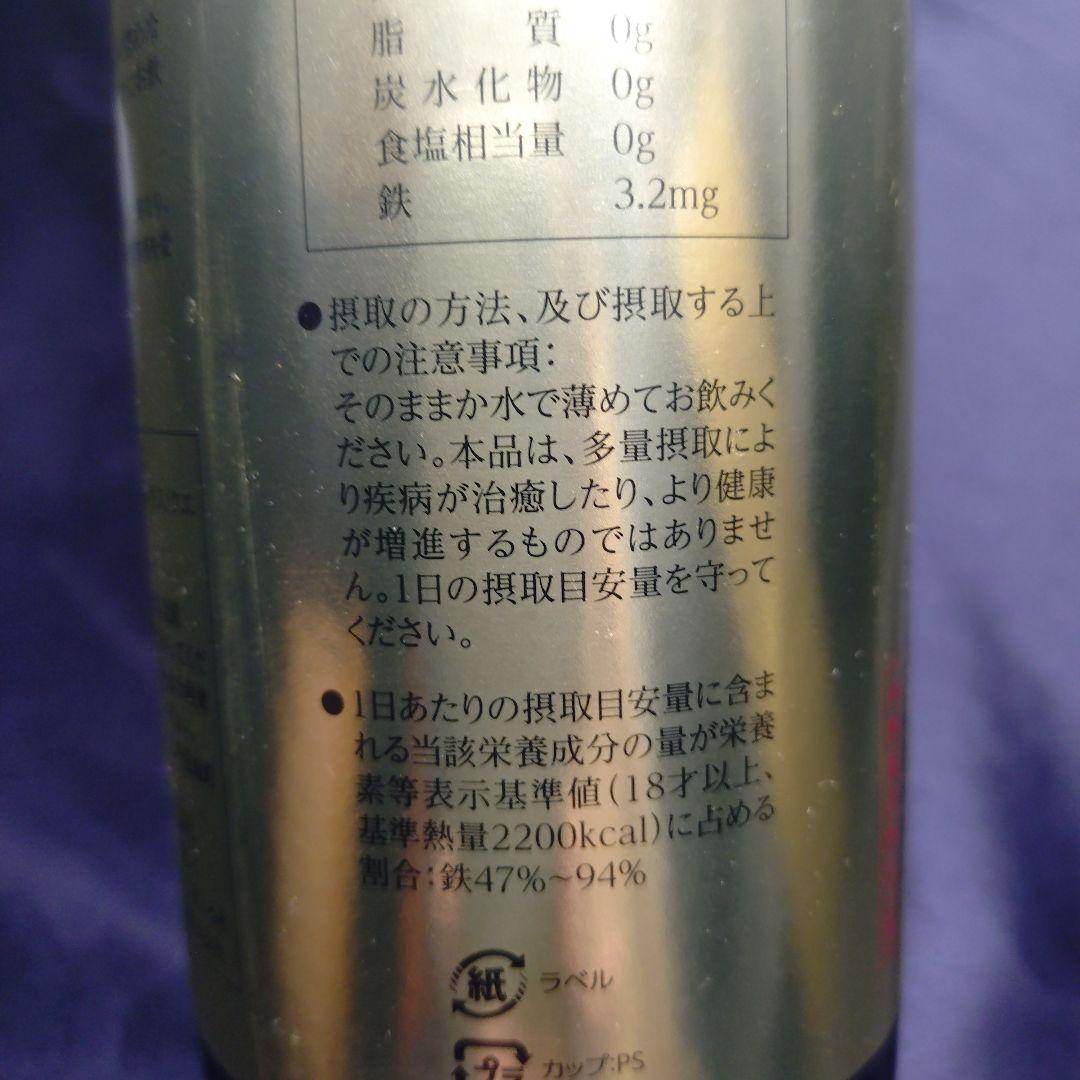 脂質 0g
炭水化物 0g
食塩相当量 0g
鉄 3.2mg
●摂取の方法、及び摂取する上
での注意事項:
そのままか水で薄めてお飲みく
ださい。本品は、多量摂取によ
り疾病が治癒したり、より健康
が増進するものではありませ
ん。1日の摂取目安量を守って
ください。
●1日あたりの摂取目安量に含ま
れる当該栄養成分の量が栄養
素等表示基準値(18才以上、
基準熱量2200kcal)に占める
割合:鉄47%~94%
紙 ラベル
プラ カップ:PS